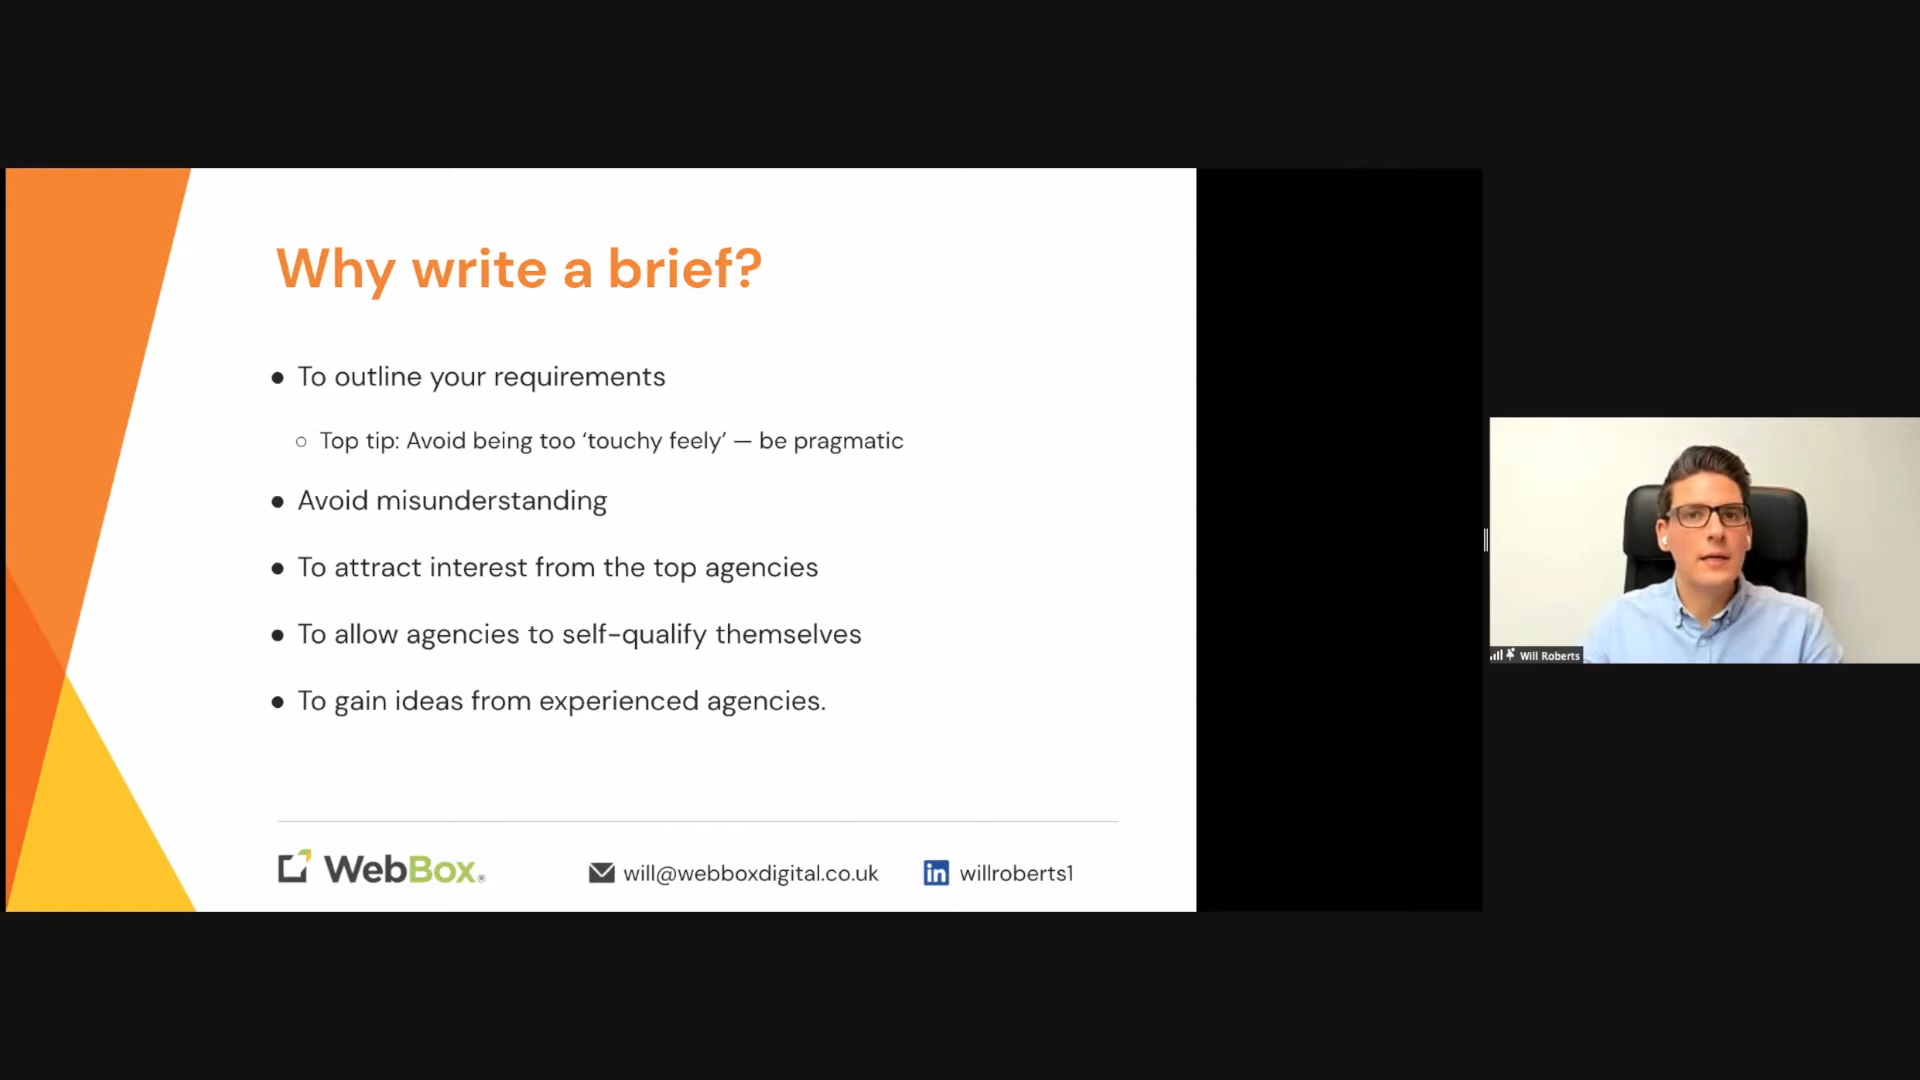 Why write a brief?
● To outline your requirements
○ Top tip: Avoid being too ‘touchy feely’ — be pragmatic
● Avoid misunderstanding
● To attract interest from the top agencies
● To allow agencies to self-qualify themselves
● To gain ideas from experienced agencies.
WebBox®
will@webboxdigital.co.uk
in willroberts1
Will Roberts